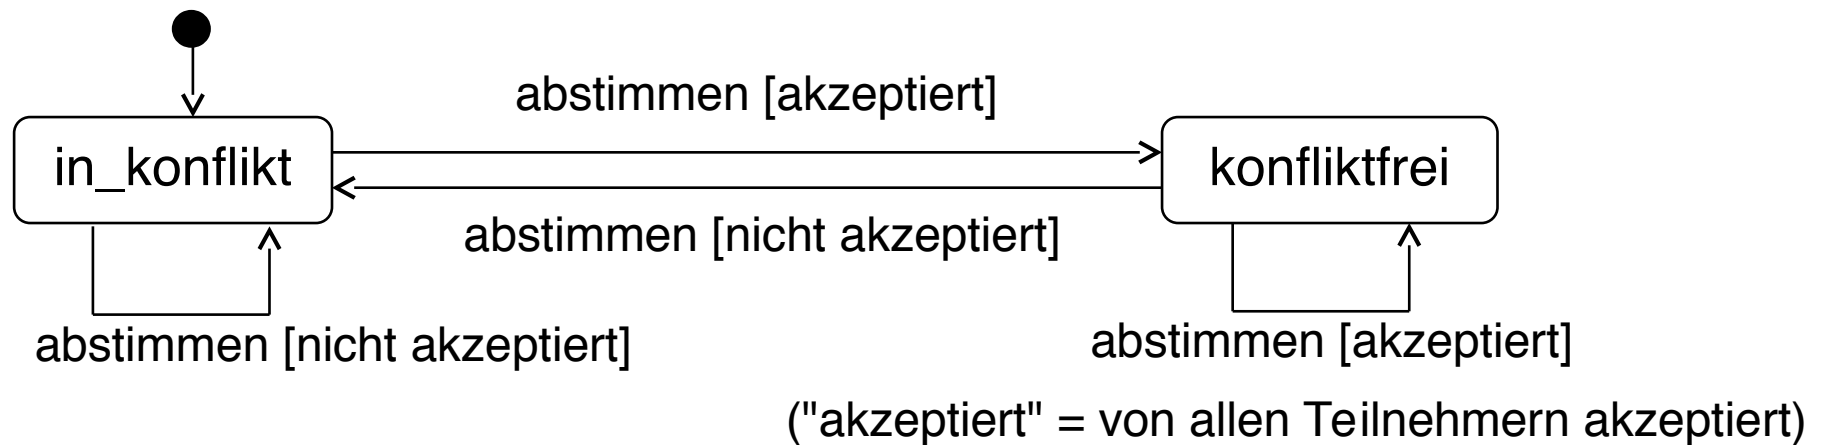 abstimmen [akzeptiert]
in_konflikt
konfliktfrei
abstimmen [nicht akzeptiert]
abstimmen [nicht akzeptiert]
abstimmen [akzeptiert]
("akzeptiert" = von allen Teilnehmern akzeptiert)